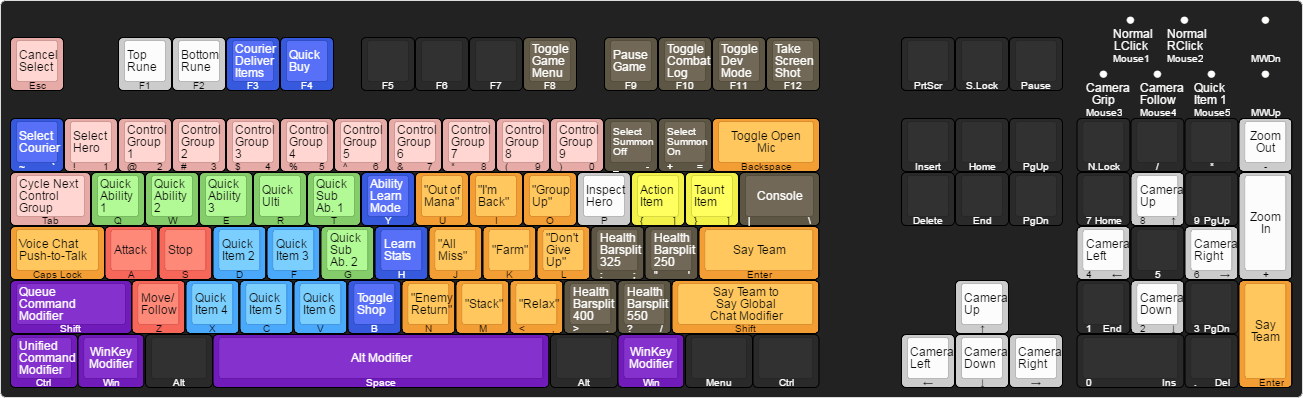 Normal LClick Mouse1
Normal RClick Mouse2
MWDn
Cancel Select Esc
Top Rune F1
Bottom Rune F2
Courier Deliver Items F3
Quick Buy F4
F5
F6
F7
Toggle Game Menu F8
Pause Game F9
Toggle Combat Log F10
Toggle Dev Mode F11
Take Screen Shot F12
PrtScr
S.Lock
Pause
Camera Grip Mouse3
Camera Follow Mouse4
Quick Item 1 Mouse5
MWUp
Select Courier ~ `
Select Hero ! 1
Control Group 1 @ 2
Control Group 2 # 3
Control Group 3 $ 4
Control Group 4 % 5
Control Group 5 ^ 6
Control Group 6 & 7
Control Group 7 * 8
Control Group 8 ( 9
Control Group 9 ) 0
Select Summon Off _ -
Select Summon On + =
Toggle Open Mic Backspace
Insert
Home
PgUp
N.Lock
/
*
Zoom Out -
Cycle Next Control Group Tab
Quick Ability 1 Q
Quick Ability 2 W
Quick Ability 3 E
Quick Ulti R
Quick Sub Ab. 1 T
Ability Learn Mode Y
"Out of Mana" U
"I'm Back" I
"Group Up" O
Inspect Hero P
Action Item { [
Taunt Item } ]
Console | \
Delete
End
PgDn
7 Home
Camera Up 8 ↑
9 PgUp
Zoom In +
Voice Chat Push-to-Talk Caps Lock
Attack A
Stop S
Quick Item 2 D
Quick Item 3 F
Quick Sub Ab. 2 G
Learn Stats H
"All Miss" J
"Farm" K
"Don't Give Up" L
Health Barsplit 325 : ;
Health Barsplit 250 " '
Say Team Enter
Camera Left 4 ←
5
Camera Right 6 →
Queue Command Modifier Shift
Move/ Follow Z
Quick Item 4 X
Quick Item 5 C
Quick Item 6 V
Toggle Shop B
"Enemy Return" N
"Stack" M
"Relax" < ,
Health Barsplit 400 > .
Health Barsplit 550 ? /
Say Team to Say Global Chat Modifier Shift
Camera Up ↑
1 End
Camera Down 2 ↓
3 PgDn
Say Team Enter
Unified Command Modifier Ctrl
WinKey Modifier Win
Alt
Alt Modifier Space
Alt
WinKey Modifier Win
Menu
Ctrl
Camera Left ←
Camera Down ↓
Camera Right →
0 Ins
. Del